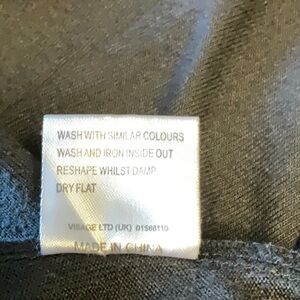 WASH WITH SIMILAR COLOURS
WASH AND IRON INSIDE OUT
RESHAPE WHILST DAMP
DRY FLAT
VISAGE LTD (UK) 01568110
MADE IN CHINA